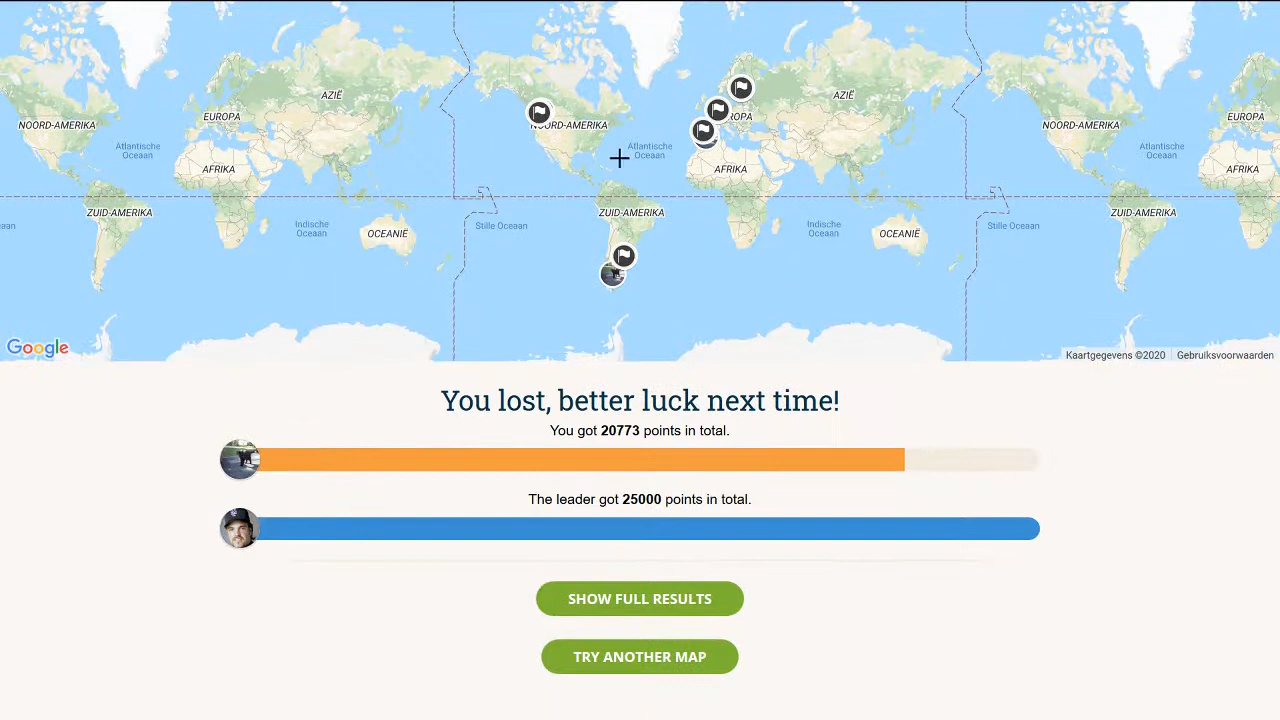 AZIË
AZIË
NOORD-AMERIKA
EUROPA
NOORD-AMERIKA
ROPA
NOORD-AMERIKA
EUROPA
Atlantische
Oceaan
Atlantische
Oceaan
Atlantische
Oceaan
AFRIKA
AFRIKA
AFRIKA
ZUID-AMERIKA
ZUID-AMERIKA
ZUID-AMERIKA
aan
Indische
Oceaan
OCEANIË
Stille Oceaan
Indische
Oceaan
OCEANIË
Stille Oceaan
Google
Kaartgegevens ©2020 Gebruiksvoorwaarden
You lost, better luck next time!
You got 20773 points in total.
The leader got 25000 points in total.
SHOW FULL RESULTS
TRY ANOTHER MAP